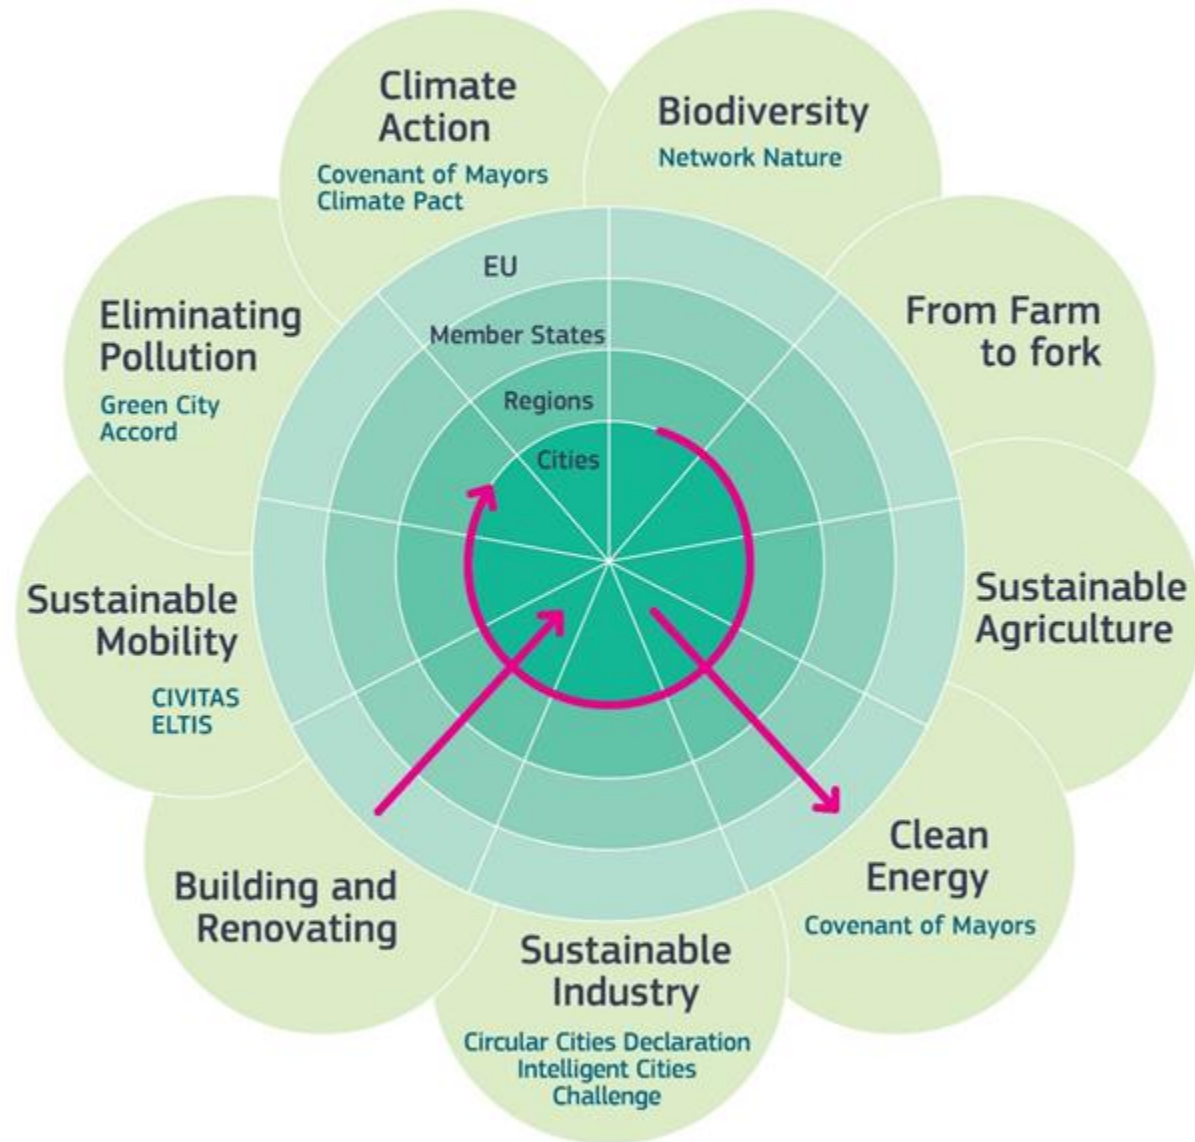 Climate
Action
Covenant of Mayors
Climate Pact
Biodiversity
Network Nature
From Farm
to fork
Sustainable
Agriculture
Clean
Energy
Covenant of Mayors
Sustainable
Industry
Circular Cities Declaration
Intelligent Cities
Challenge
Building and
Renovating
Sustainable
Mobility
CIVITAS
ELTIS
Eliminating
Pollution
Green City
Accord
EU
Member States
Regions
Cities